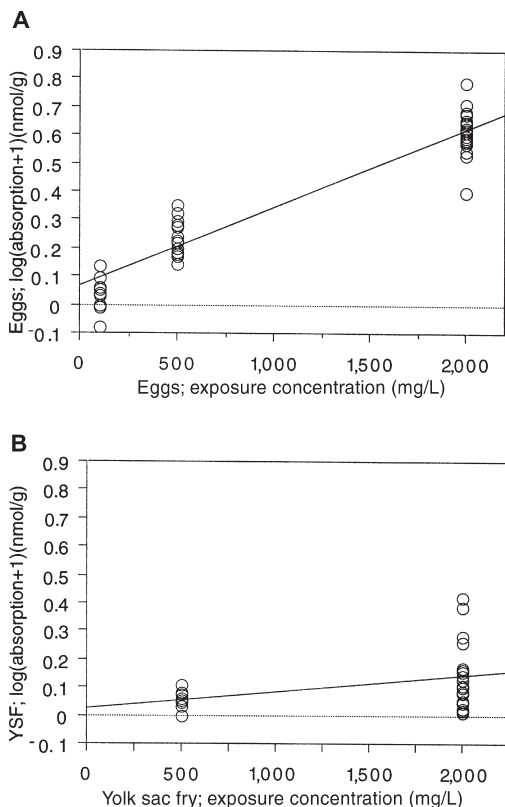 A
Eggs; log(absorption+1)(nmol/g)
0.9
0.8
0.7
0.6
0.5
0.4
0.3
0.2
0.1
0
-0.1
0 500 1,000 1,500 2,000
Eggs; exposure concentration (mg/L)
B
YSF; log(absorption+1)(nmol/g)
0.9
0.8
0.7
0.6
0.5
0.4
0.3
0.2
0.1
0
-0.1
0 500 1,000 1,500 2,000
Yolk sac fry; exposure concentration (mg/L)